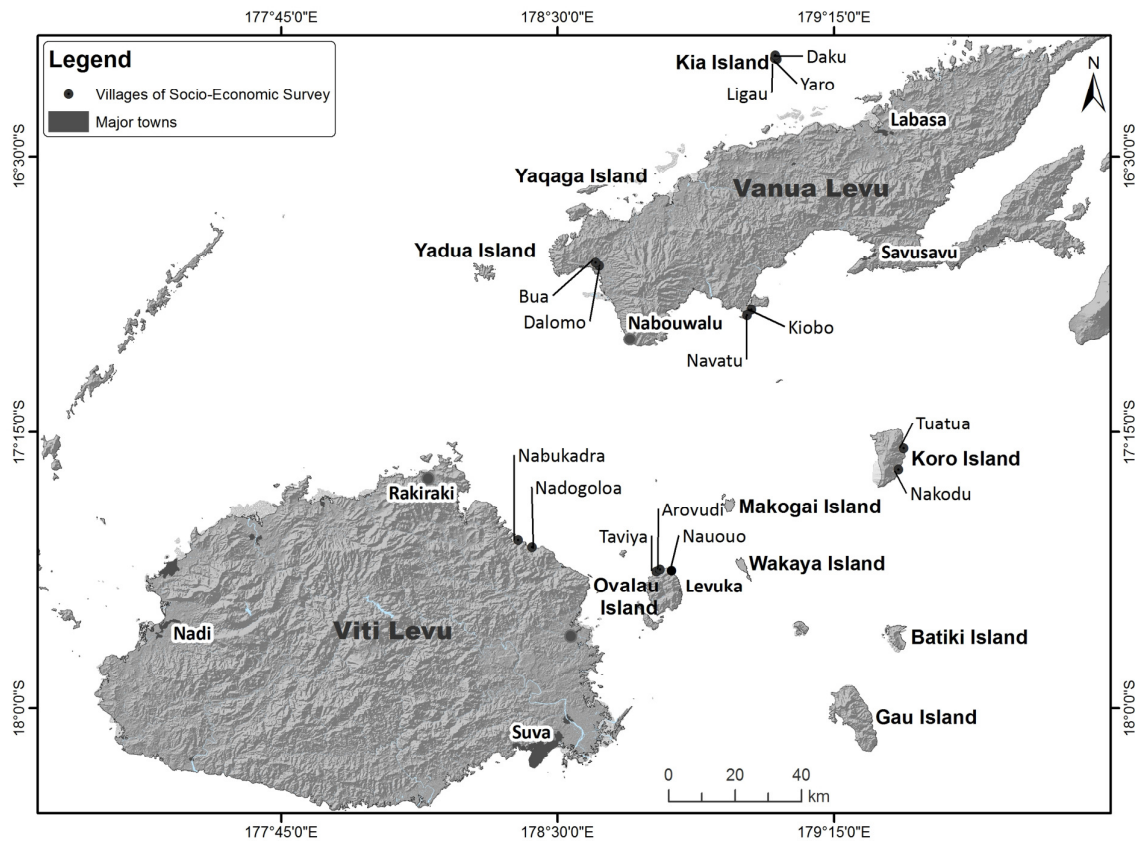 177°45'0"E
178°30'0"E
179°15'0"E
Legend
Villages of Socio-Economic Survey
Major towns
N
Kia Island
Daku
Yaro
Ligau
Labasa
16°30'0"S
16°30'0"S
Yaqaga Island
Vanua Levu
Yadua Island
Savusavu
Bua
Dalomo
Nabouwalu
Kiobo
Navatu
17°15'0"S
17°15'0"S
Tuatua
Koro Island
Nakodu
Nabukadra
Nadogoloa
Rakiraki
Makogai Island
Arovudi
Taviya
Nauouo
Wakaya Island
Ovalau
Island
Levuka
Nadi
Viti Levu
Batiki Island
18°0'0"S
18°0'0"S
Gau Island
Suva
0 20 40
km
177°45'0"E
178°30'0"E
179°15'0"E